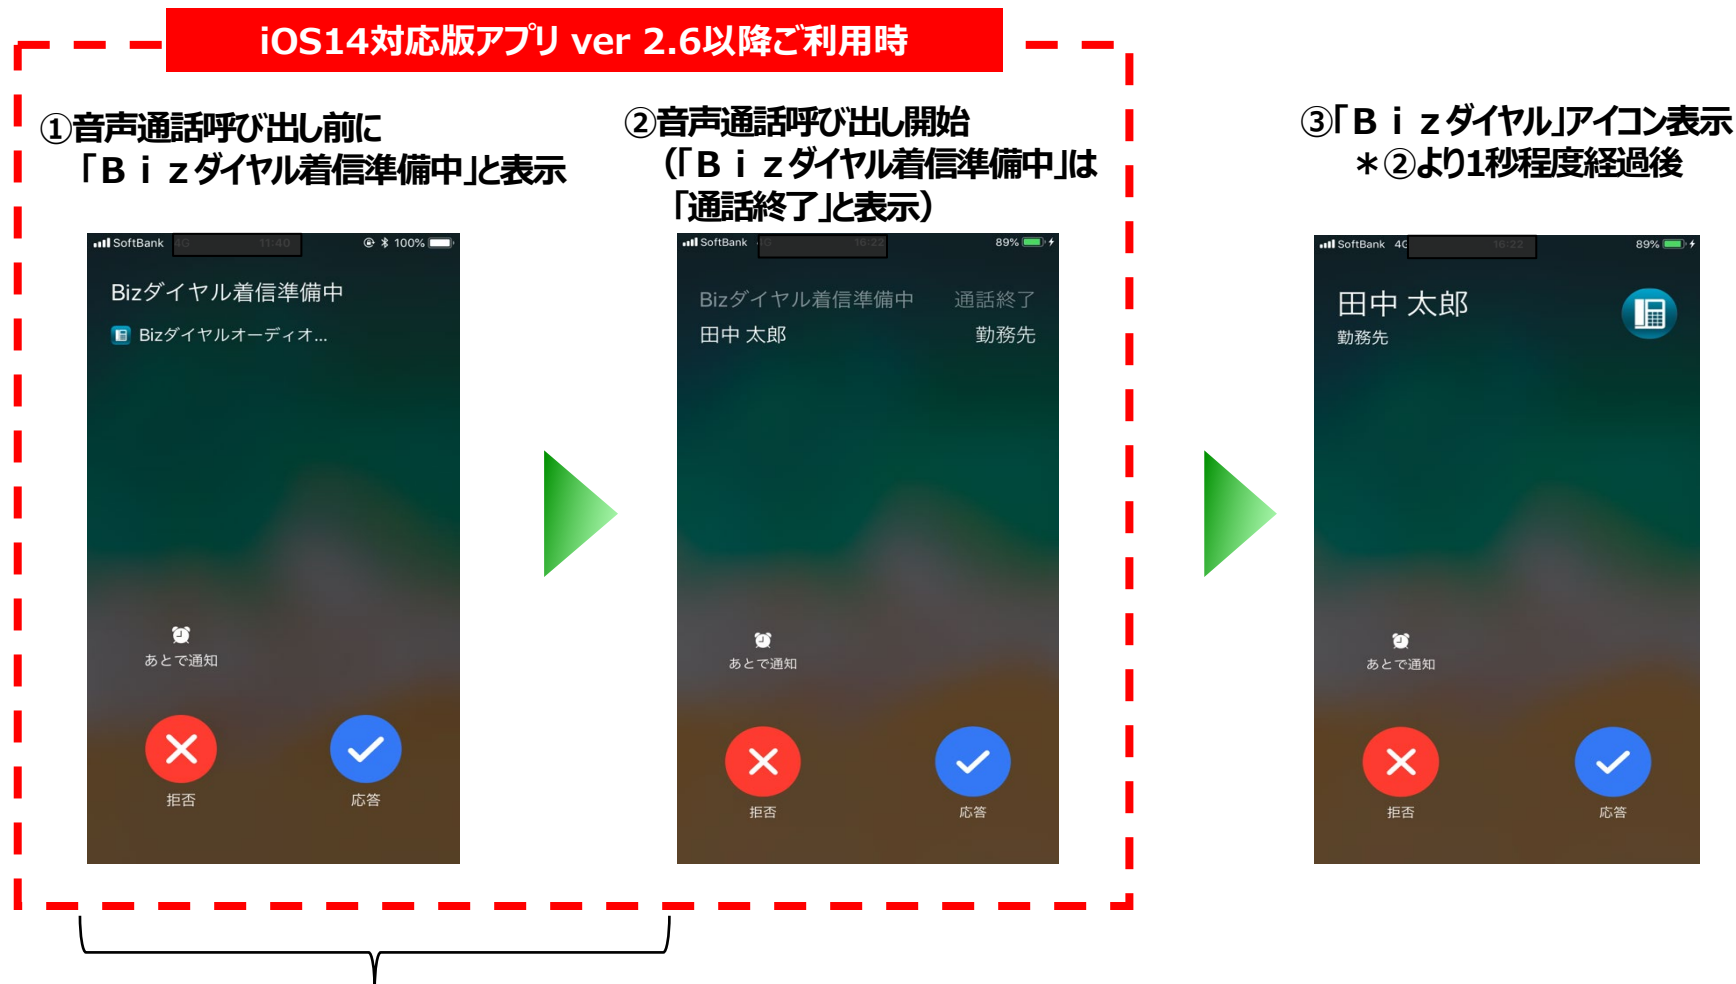 iOS14対応版アプリ ver 2.6以降ご利用時
①音声通話呼び出し前に
「Ｂｉｚダイヤル着信準備中」と表示
SoftBank 4G 11:40 100%
Bizダイヤル着信準備中
Bizダイヤルオーディオ...
あとで通知
拒否 応答
②音声通話呼び出し開始
（「Ｂｉｚダイヤル着信準備中」は
「通話終了」と表示）
SoftBank 4G 16:22 89%
Bizダイヤル着信準備中 通話終了
田中 太郎 勤務先
あとで通知
拒否 応答
③「Ｂｉｚダイヤル」アイコン表示
＊②より1秒程度経過後
SoftBank 4G 16:22 89%
田中 太郎
勤務先
あとで通知
拒否 応答